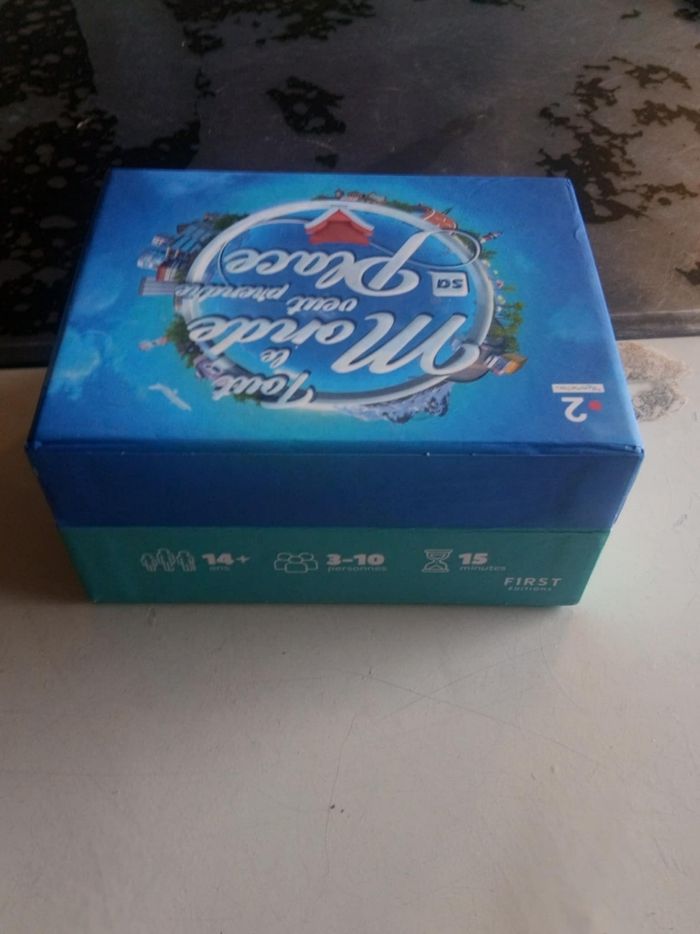 Tout
le
Monde
veut prendre
sa
Place
2
14+
ans
3-10
personnes
15
minutes
FIRST
EDITIONS